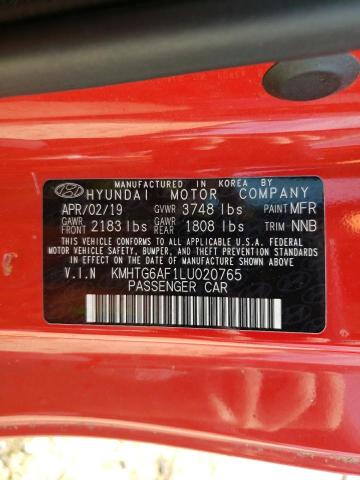 MANUFACTURED IN KOREA BY
HYUNDAI MOTOR COMPANY
APR/02/19 GVWR 3748 lbs PAINT MFR
GAWR FRONT 2183 lbs GAWR REAR 1808 lbs TRIM NNB
THIS VEHICLE CONFORMS TO ALL APPLICABLE U.S.A. FEDERAL
MOTOR VEHICLE SAFETY, BUMPER, AND THEFT PREVENTION
STANDARDS IN EFFECT ON THE DATE OF MANUFACTURE
SHOWN ABOVE.
V.I.N KMHTG6AF1LU020765
PASSENGER CAR